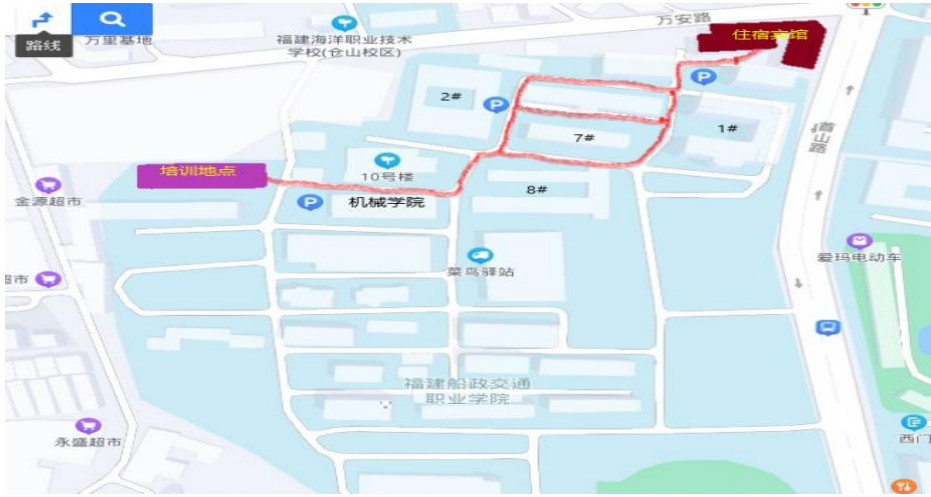 万安路
住宿宾馆
路线
万里基地
福建海洋职业技术
学校(仓山校区)
P
2#
P
7#
1#
首山路
培训地点
10号楼
8#
金源超市
P
机械学院
菜鸟驿站
爱玛电动车
超市
福建船政交通
职业学院
永盛超市
西门